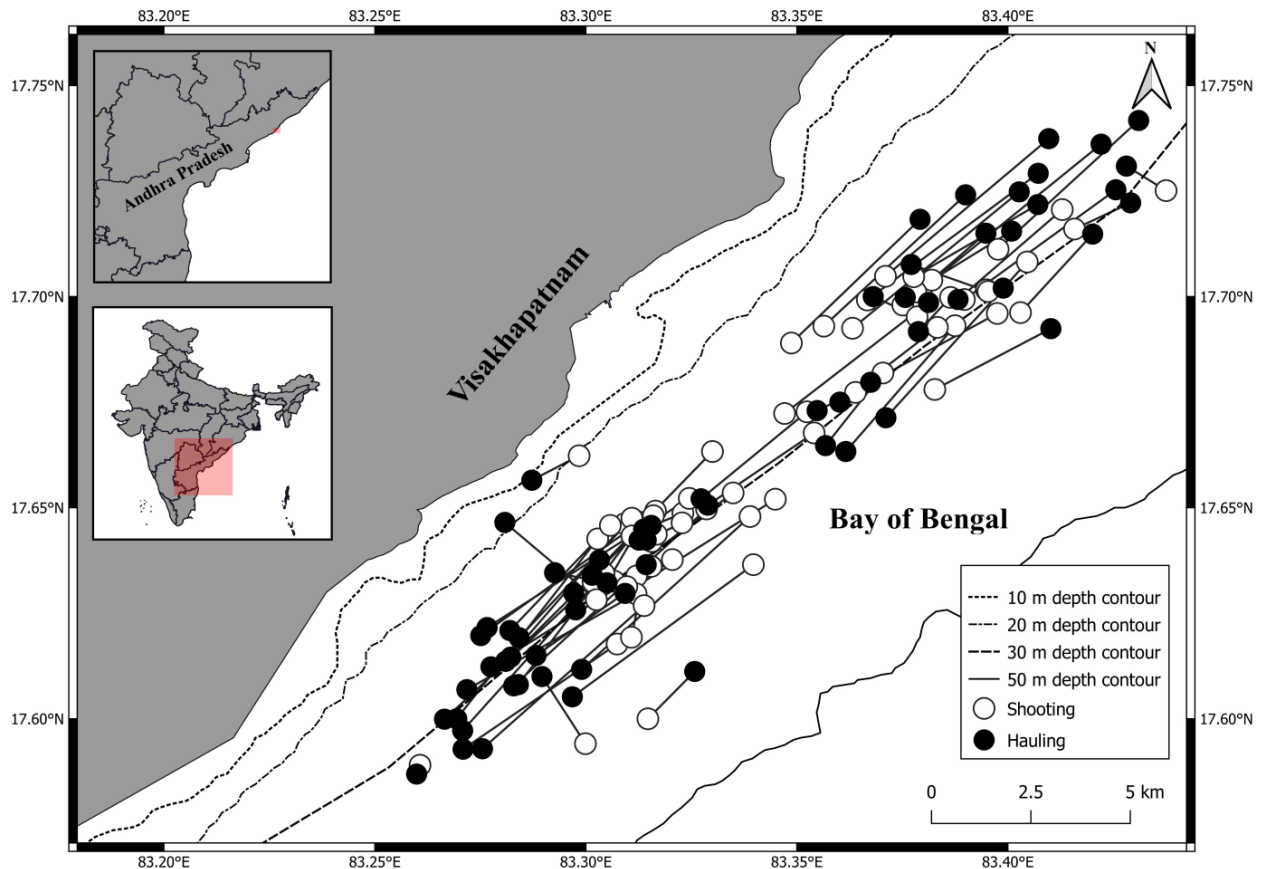 83.20°E 83.25°E 83.30°E 83.35°E 83.40°E
N
17.75°N 17.75°N
Andhra Pradesh
17.70°N 17.70°N
Visakhapatnam
17.65°N 17.65°N
Bay of Bengal
10 m depth contour
20 m depth contour
30 m depth contour
50 m depth contour
Shooting
Hauling
17.60°N 17.60°N
0 2.5 5 km
83.20°E 83.25°E 83.30°E 83.35°E 83.40°E